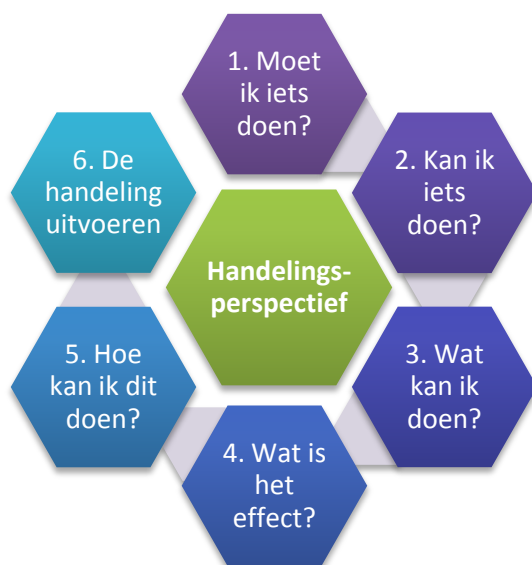 1. Moet
ik iets
doen?
2. Kan ik
iets
doen?
3. Wat
kan ik
doen?
4. Wat is
het
effect?
5. Hoe
kan ik dit
doen?
6. De
handeling
uitvoeren
Handelings-
perspectief